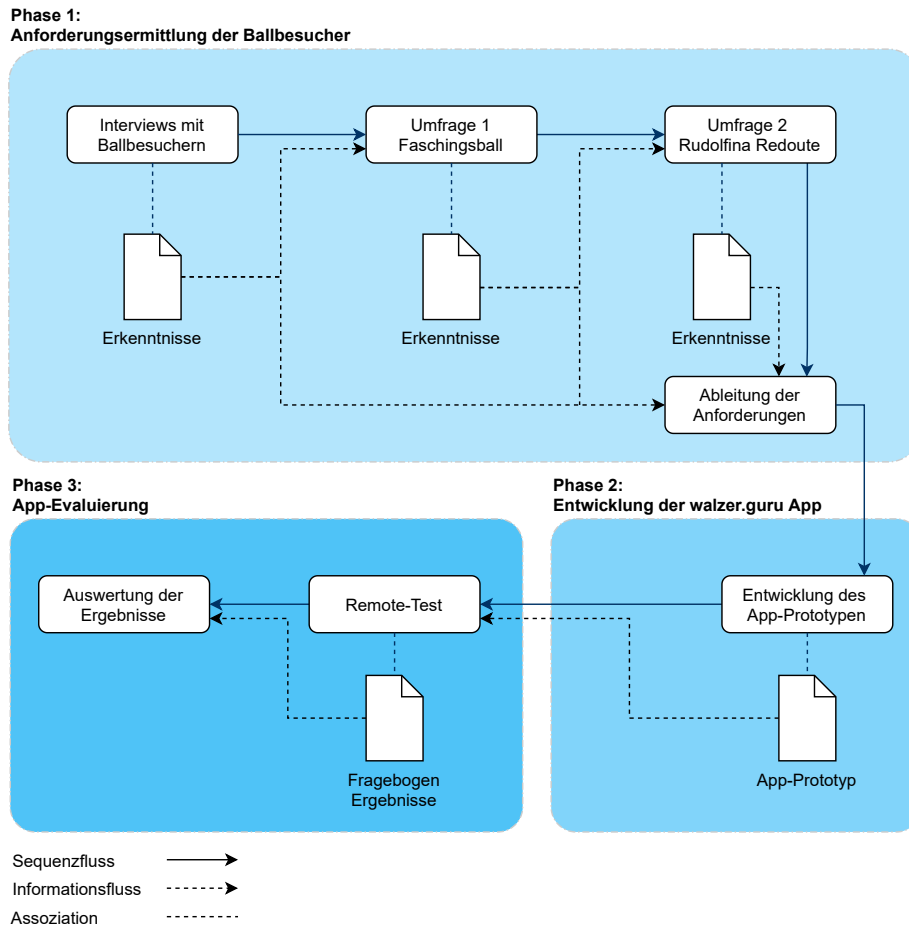 Phase 1:
Anforderungsermittlung der Ballbesucher
Interviews mit
Ballbesuchern
Umfrage 1
Faschingsball
Umfrage 2
Rudolfina Redoute
Erkenntnisse
Erkenntnisse
Erkenntnisse
Ableitung der
Anforderungen
Phase 3:
App-Evaluierung
Phase 2:
Entwicklung der walzer.guru App
Auswertung der
Ergebnisse
Remote-Test
Entwicklung des
App-Prototypen
Fragebogen
Ergebnisse
App-Prototyp
Sequenzfluss
Informationsfluss
Assoziation